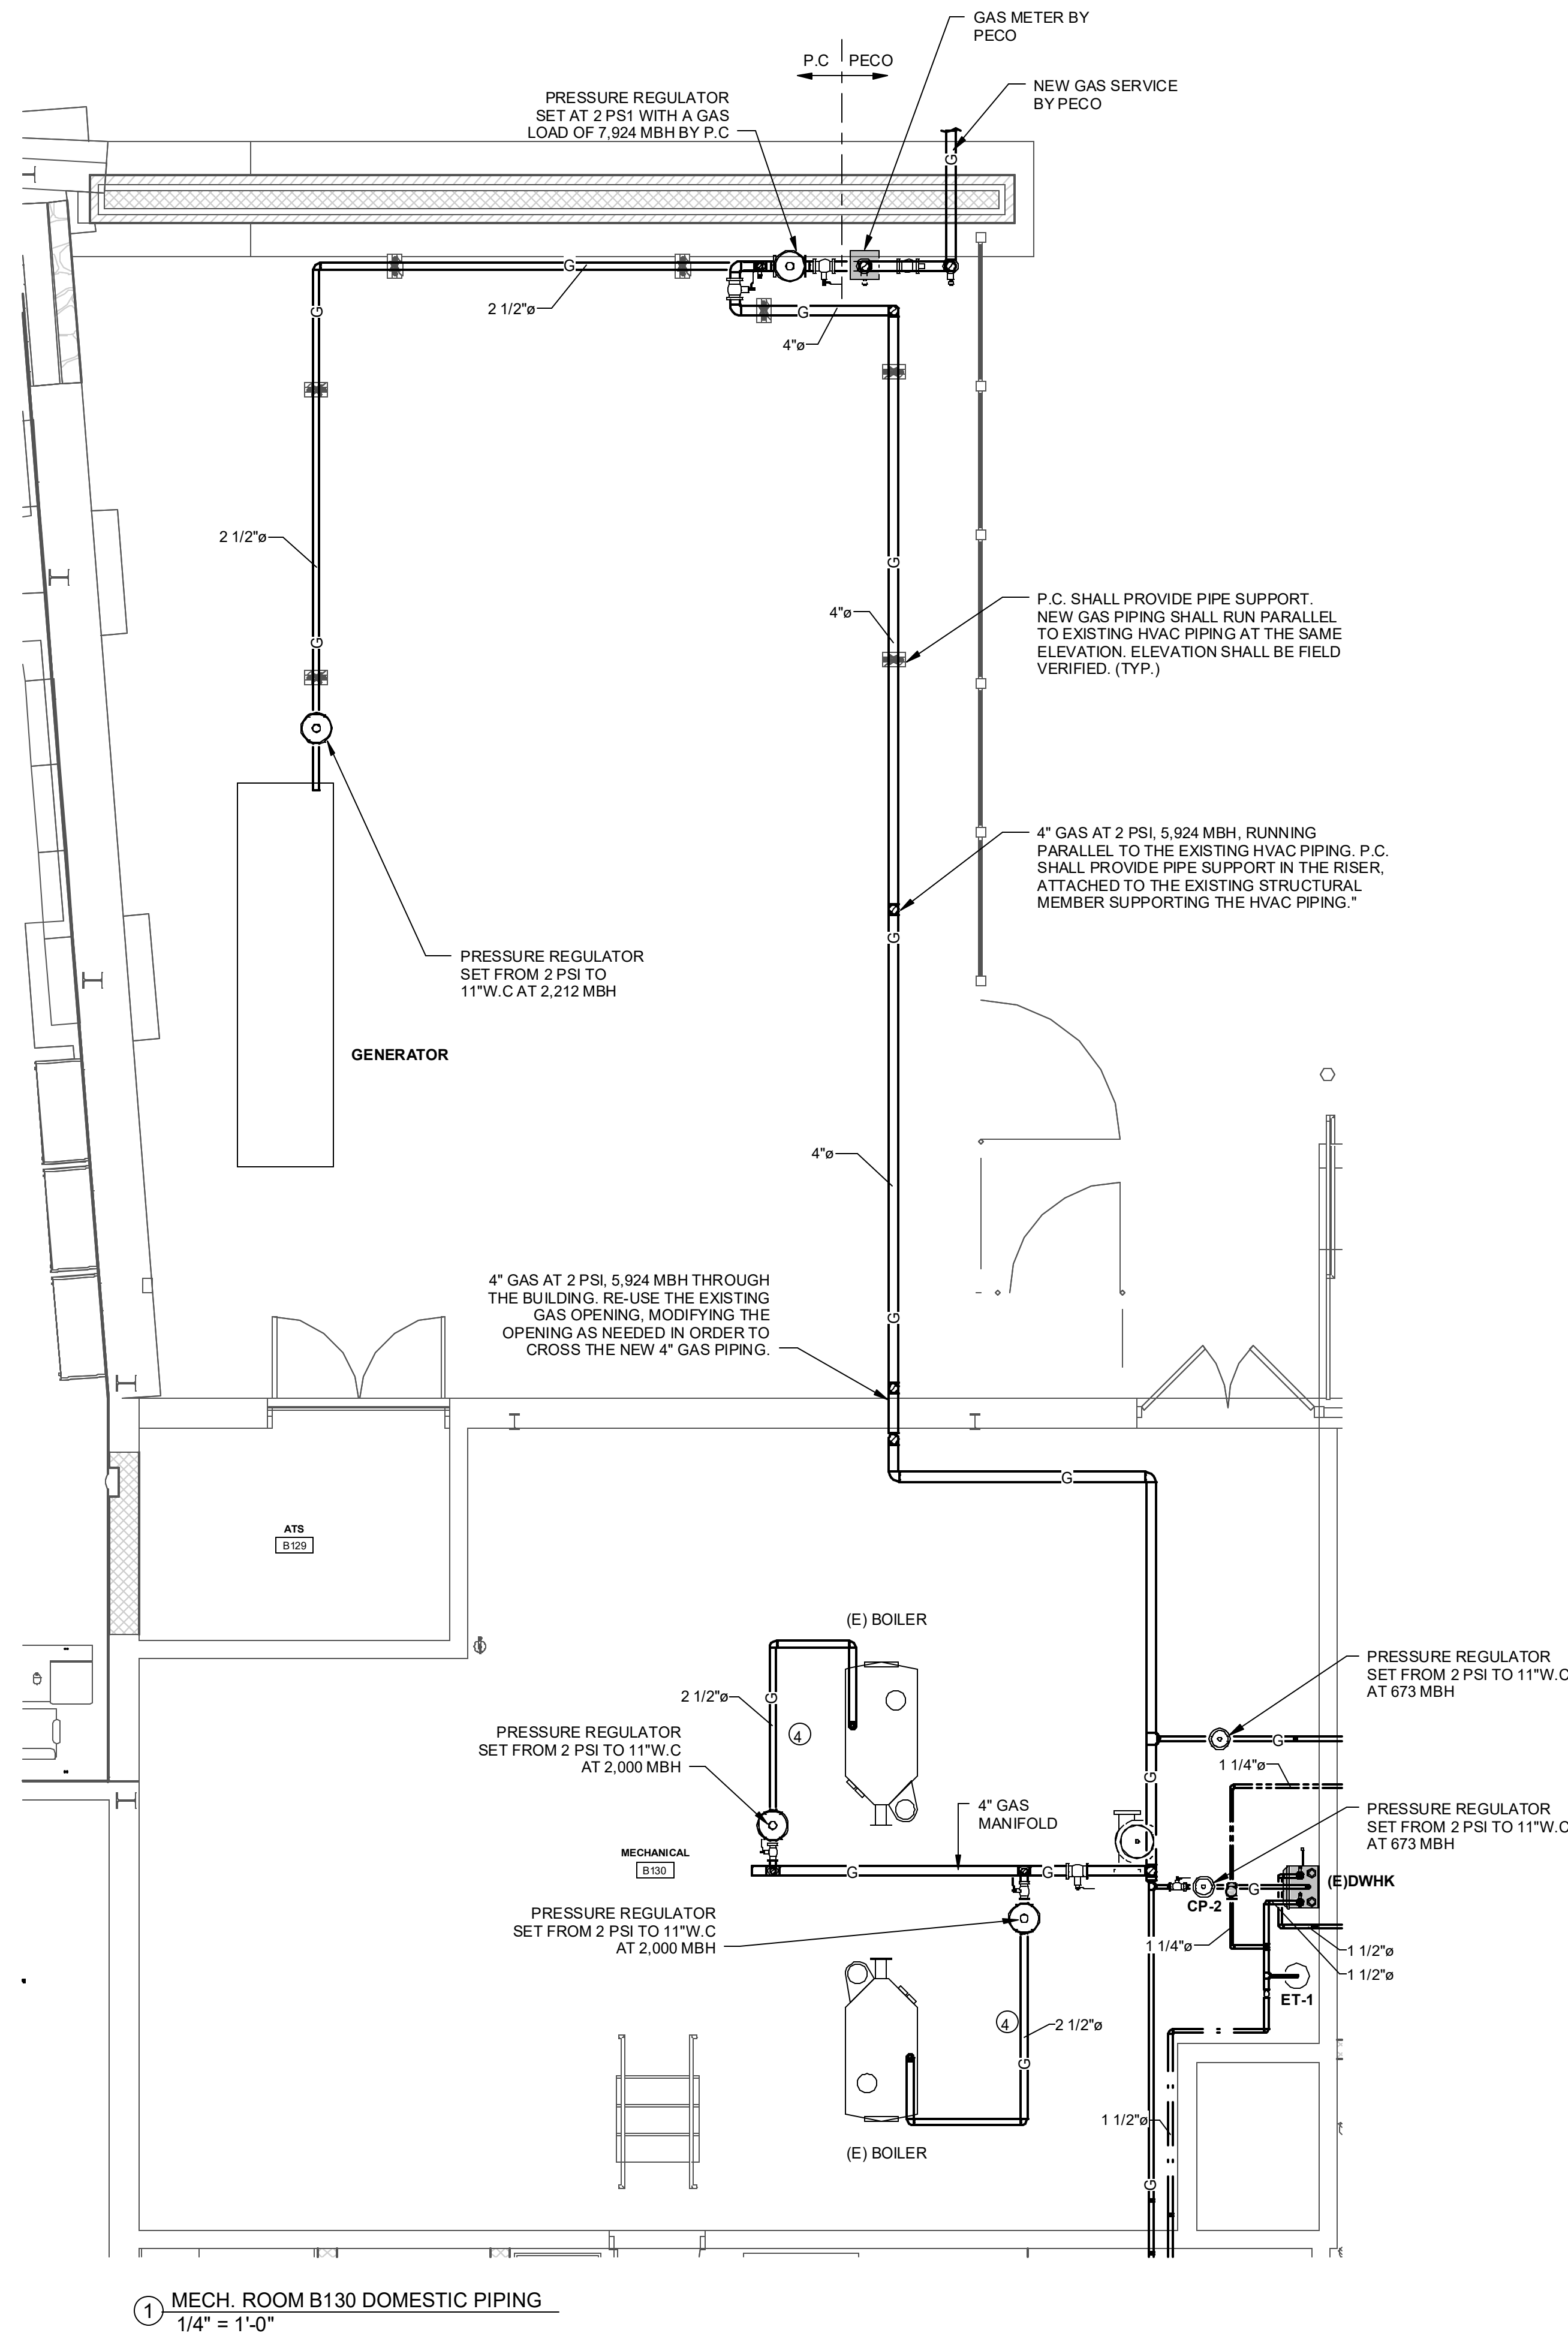 GAS METER BY
PECO
P.C PECO
NEW GAS SERVICE
BY PECO
PRESSURE REGULATOR
SET AT 2 PS1 WITH A GAS
LOAD OF 7,924 MBH BY P.C
G
G
2 1/2"ø
G
G
4"ø
2 1/2"ø
G
4"ø
G
P.C. SHALL PROVIDE PIPE SUPPORT.
NEW GAS PIPING SHALL RUN PARALLEL
TO EXISTING HVAC PIPING AT THE SAME
ELEVATION. ELEVATION SHALL BE FIELD
VERIFIED. (TYP.)
4" GAS AT 2 PSI, 5,924 MBH, RUNNING
PARALLEL TO THE EXISTING HVAC PIPING. P.C.
SHALL PROVIDE PIPE SUPPORT IN THE RISER,
ATTACHED TO THE EXISTING STRUCTURAL
MEMBER SUPPORTING THE HVAC PIPING."
G
PRESSURE REGULATOR
SET FROM 2 PSI TO
11"W.C AT 2,212 MBH
GENERATOR
4"ø
4" GAS AT 2 PSI, 5,924 MBH THROUGH
THE BUILDING. RE-USE THE EXISTING
GAS OPENING, MODIFYING THE
OPENING AS NEEDED IN ORDER TO
CROSS THE NEW 4" GAS PIPING.
G
G
ATS
B129
(E) BOILER
PRESSURE REGULATOR
SET FROM 2 PSI TO 11"W.C
AT 673 MBH
2 1/2"ø
G
4
PRESSURE REGULATOR
SET FROM 2 PSI TO 11"W.C
AT 2,000 MBH
G
1 1/4"ø
G
4" GAS
MANIFOLD
PRESSURE REGULATOR
SET FROM 2 PSI TO 11"W.C
AT 673 MBH
MECHANICAL
B130
G
G
G
(E)DWHK
CP-2
PRESSURE REGULATOR
SET FROM 2 PSI TO 11"W.C
AT 2,000 MBH
1 1/4"ø
1 1/2"ø
1 1/2"ø
ET-1
4
2 1/2"ø
G
1 1/2"ø
(E) BOILER
G
1
MECH. ROOM B130 DOMESTIC PIPING
1/4" = 1'-0"